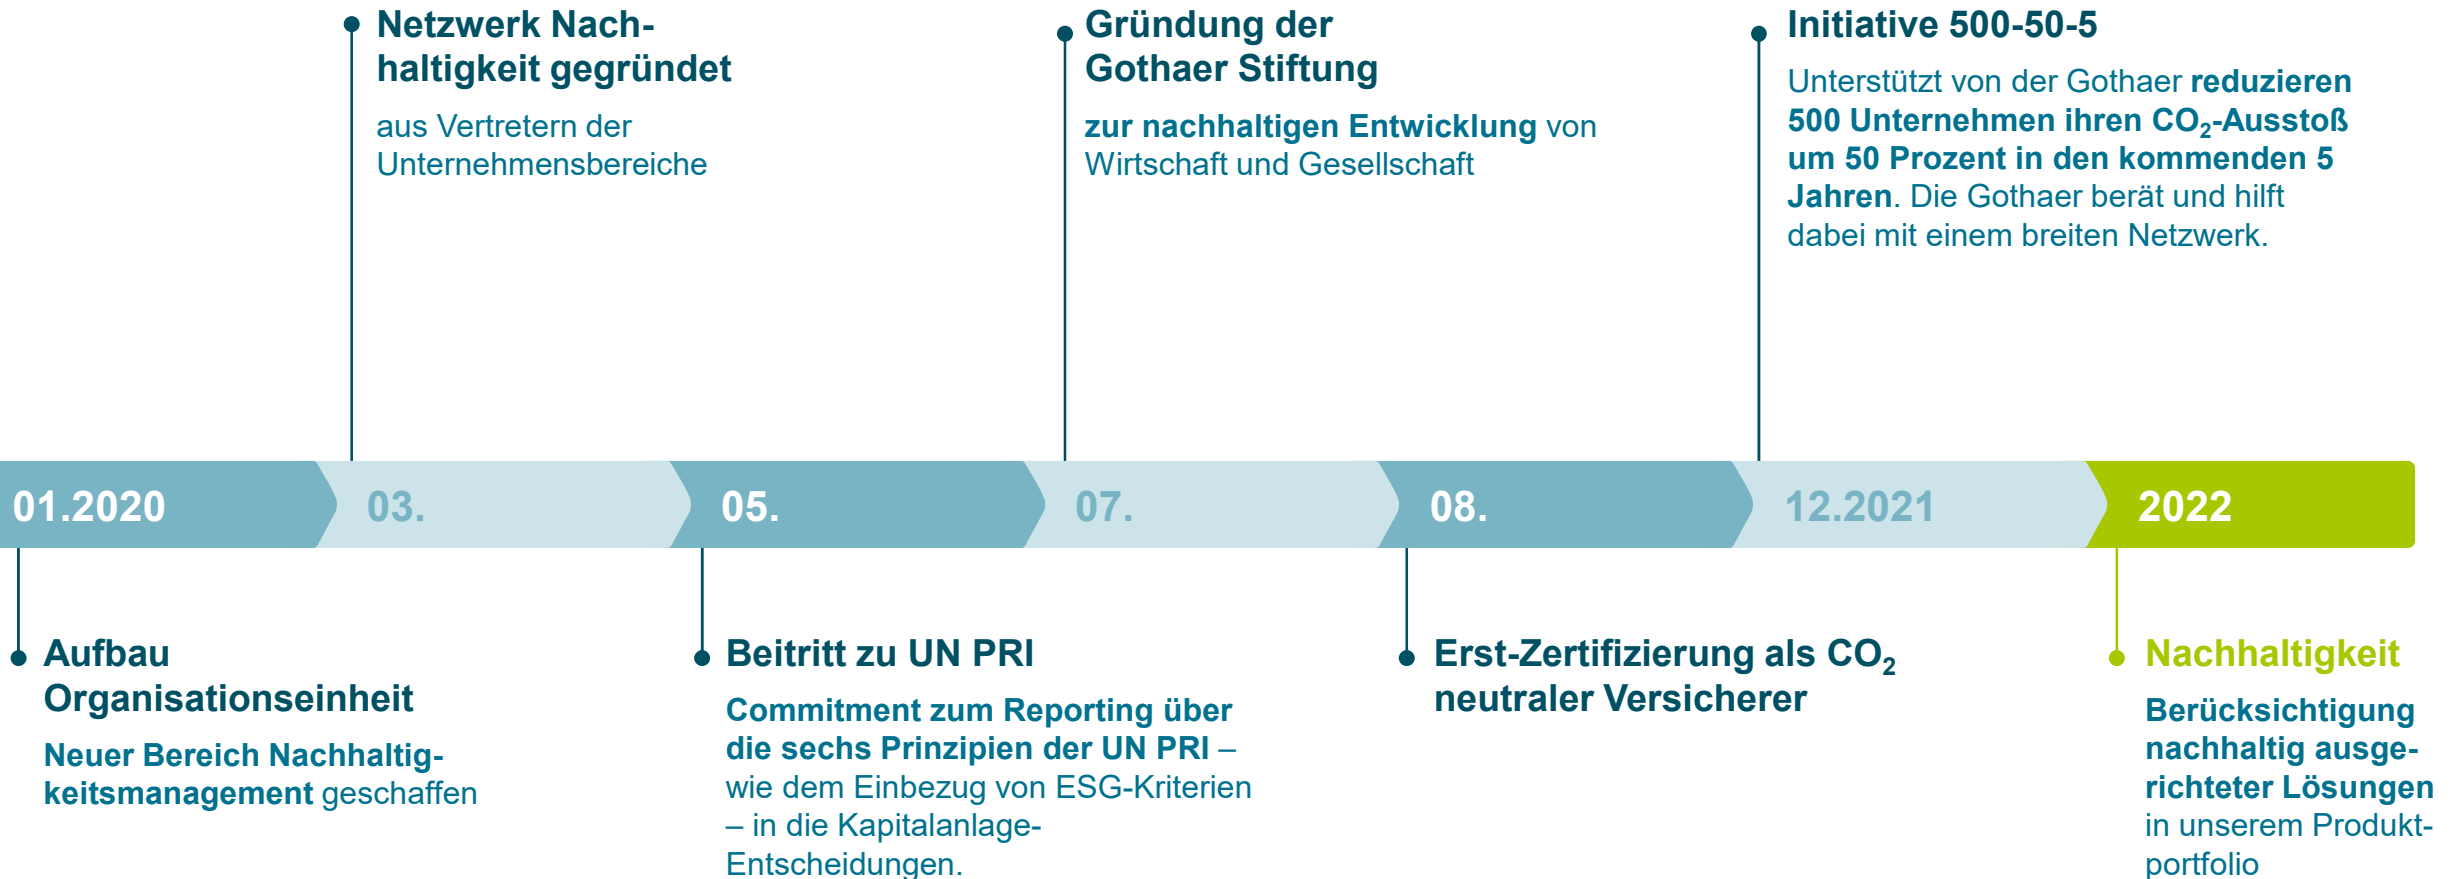 Netzwerk Nach-
haltigkeit gegründet
aus Vertretern der
Unternehmensbereiche
Gründung der
Gothaer Stiftung
zur nachhaltigen Entwicklung von
Wirtschaft und Gesellschaft
Initiative 500-50-5
Unterstützt von der Gothaer reduzieren
500 Unternehmen ihren CO₂-Ausstoß
um 50 Prozent in den kommenden 5
Jahren. Die Gothaer berät und hilft
dabei mit einem breiten Netzwerk.
01.2020
03.
05.
07.
08.
12.2021
2022
Aufbau
Organisationseinheit
Neuer Bereich Nachhaltig-
keitsmanagement geschaffen
Beitritt zu UN PRI
Commitment zum Reporting über
die sechs Prinzipien der UN PRI –
wie dem Einbezug von ESG-Kriterien
– in die Kapitalanlage-
Entscheidungen.
Erst-Zertifizierung als CO₂
neutraler Versicherer
Nachhaltigkeit
Berücksichtigung
nachhaltig ausge-
richteter Lösungen
in unserem Produkt-
portfolio